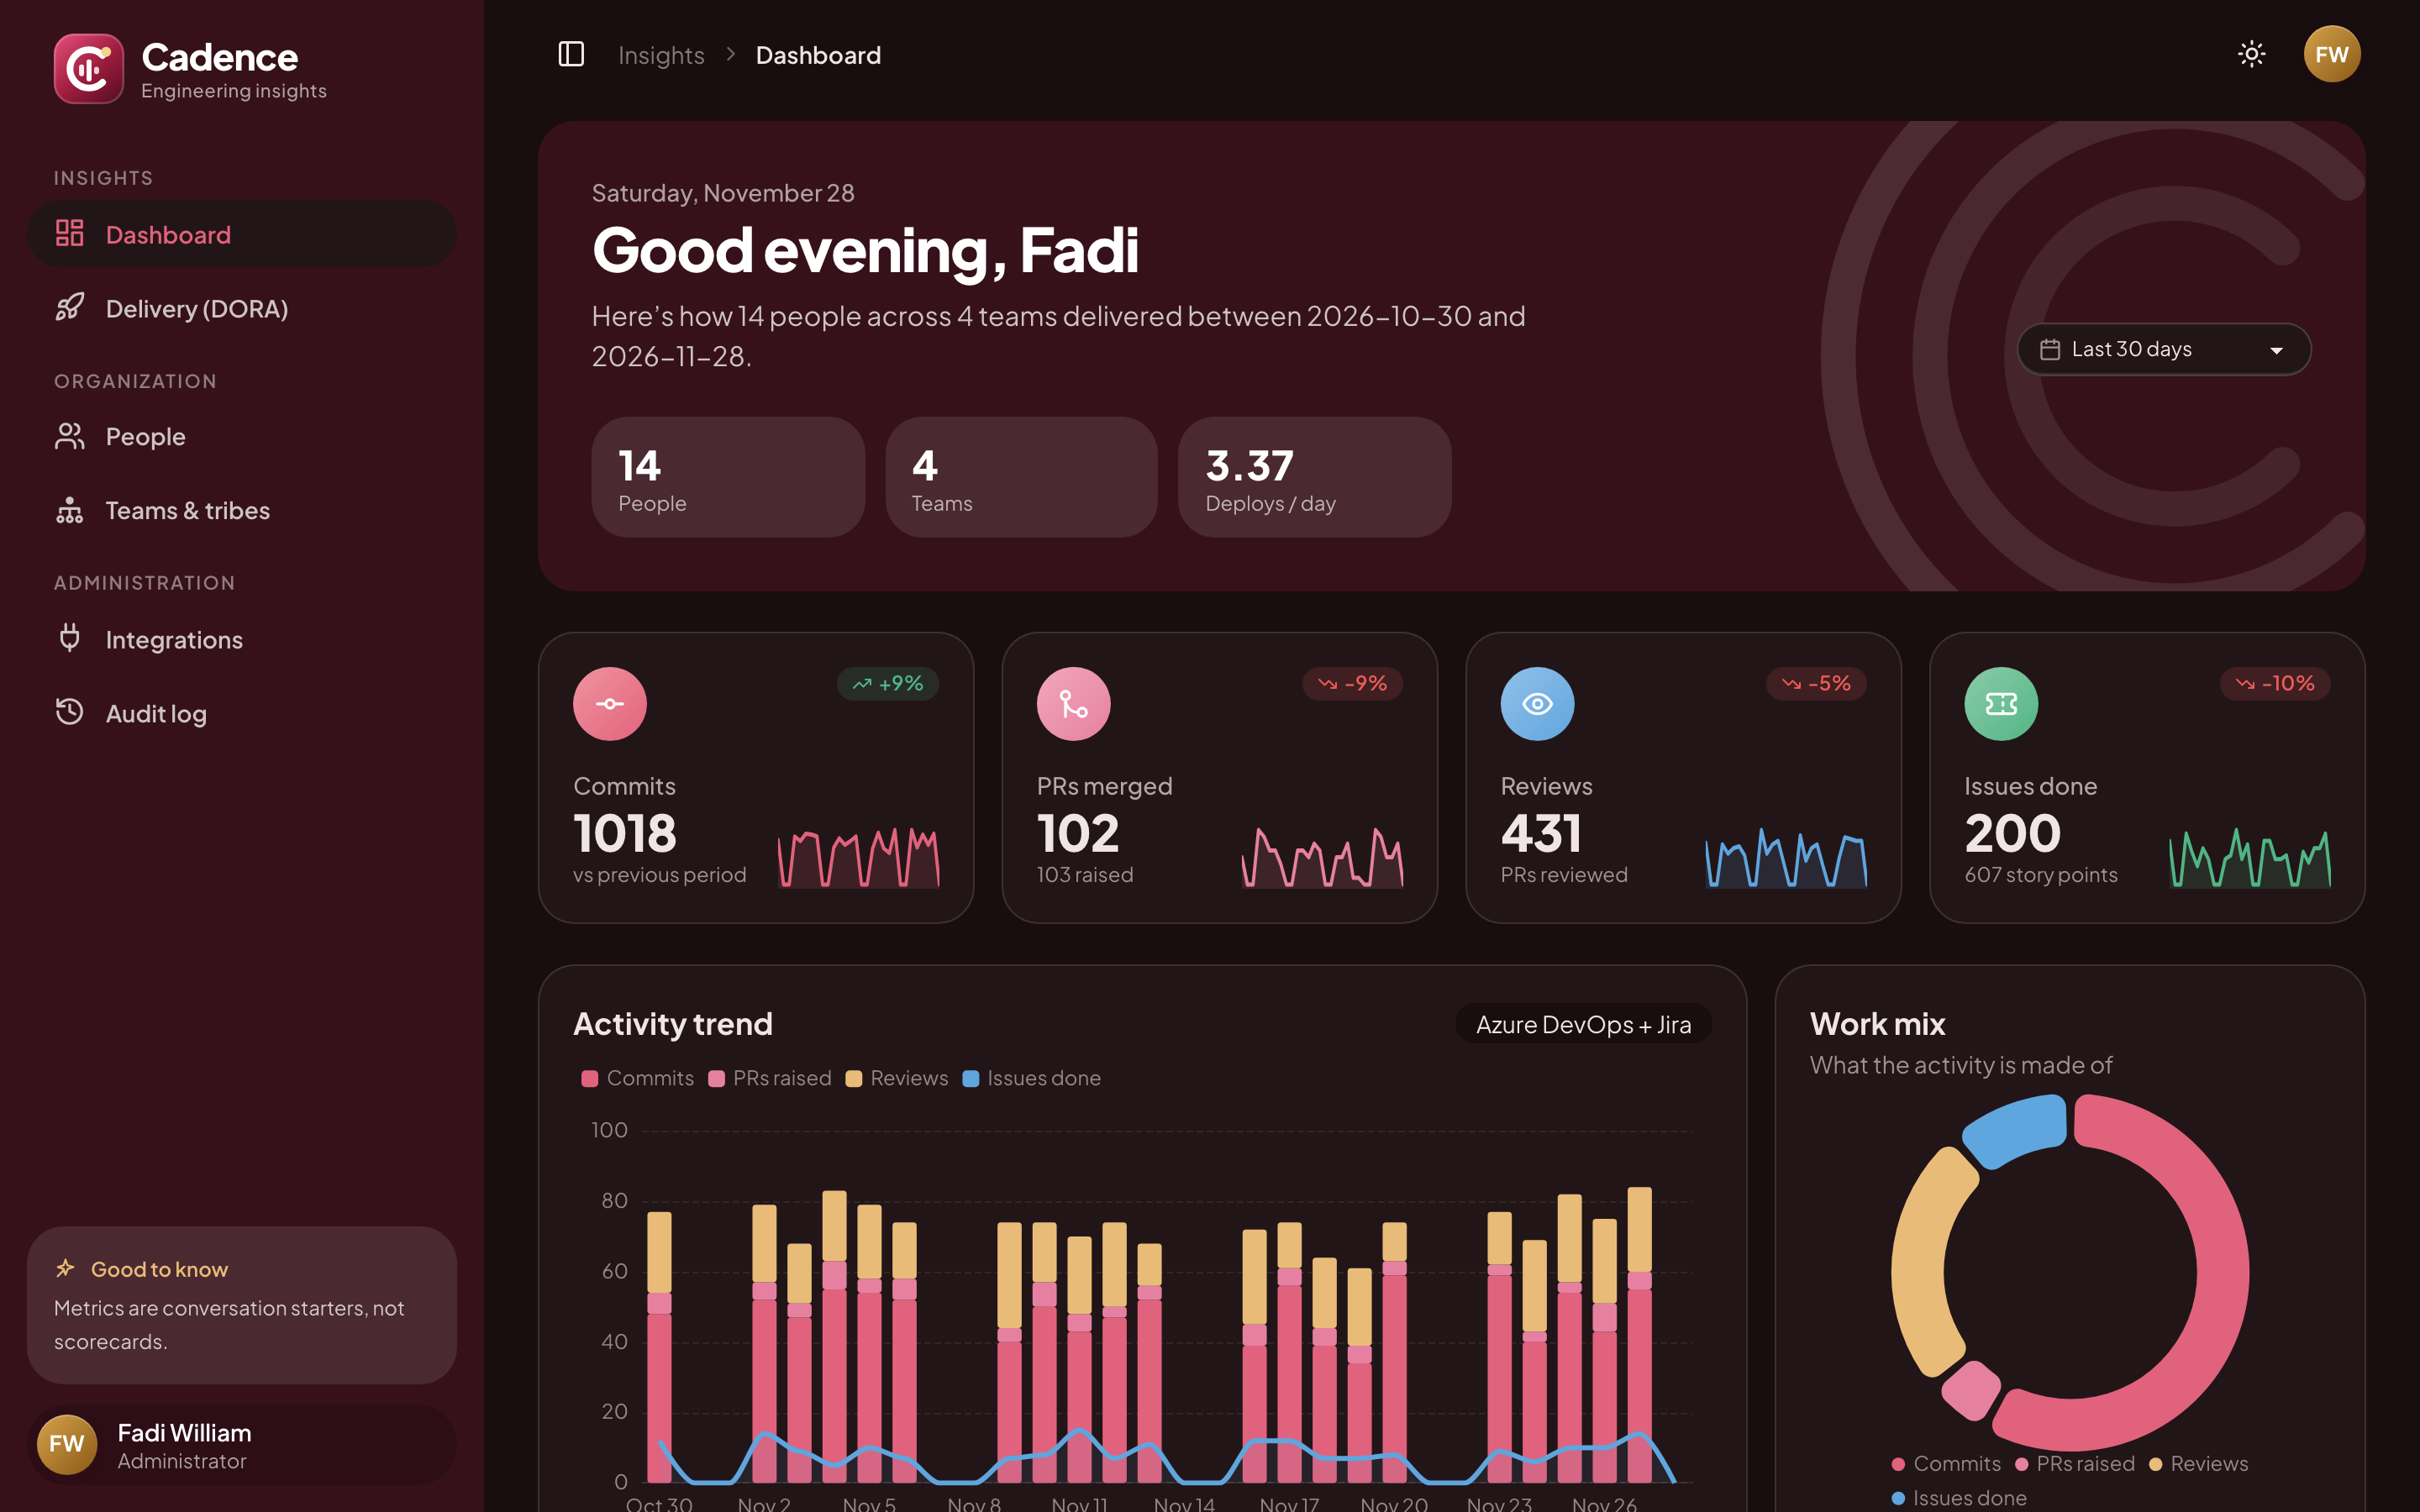 Cadence
Engineering insights
INSIGHTS
Dashboard
Delivery (DORA)
ORGANIZATION
People
Teams & tribes
ADMINISTRATION
Integrations
Audit log
Good to know
Metrics are conversation starters, not
scorecards.
FW
Fadi William
Administrator
Insights > Dashboard
FW
Saturday, November 28
Good evening, Fadi
Here's how 14 people across 4 teams delivered between 2026-10-30 and
2026-11-28.
Last 30 days
14
People
4
Teams
3.37
Deploys / day
+9%
Commits
1018
vs previous period
-9%
PRs merged
102
103 raised
-5%
Reviews
431
PRs reviewed
-10%
Issues done
200
607 story points
Activity trend
Azure DevOps + Jira
Commits PRs raised Reviews Issues done
100
80
60
40
20
0
Oct 30 Nov 2 Nov 5 Nov 8 Nov 11 Nov 14 Nov 17 Nov 20 Nov 23 Nov 26
Work mix
What the activity is made of
Commits PRs raised Reviews
Issues done